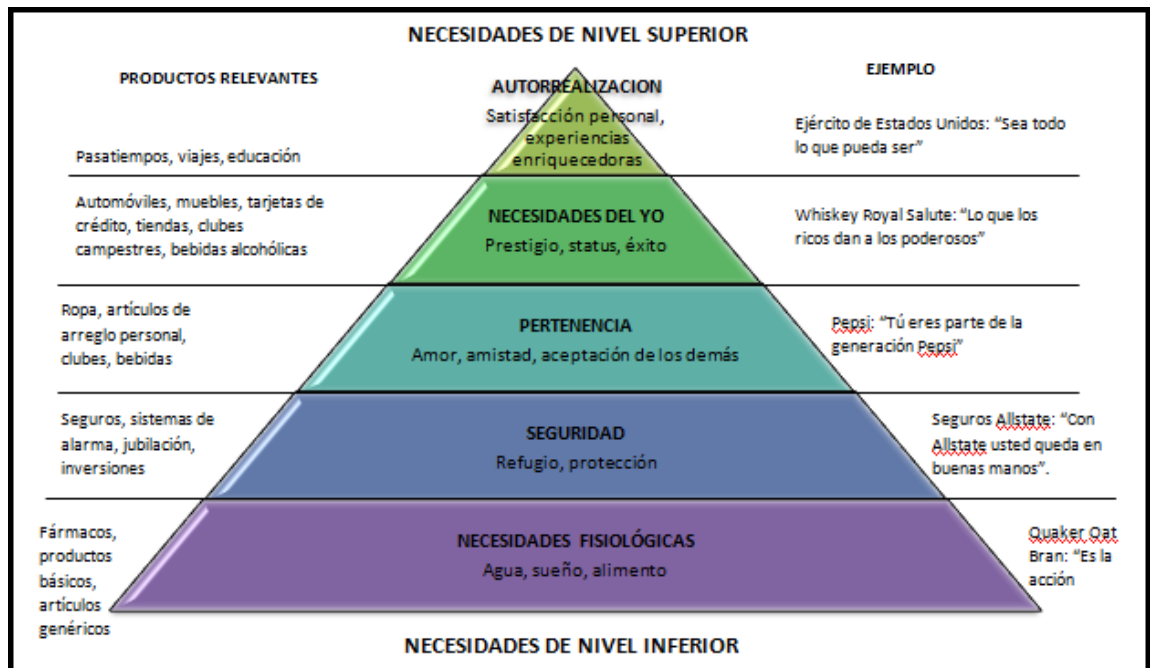 NECESIDADES DE NIVEL SUPERIOR
PRODUCTOS RELEVANTES
EJEMPLO
AUTORREALIZACION
Satisfacción personal,
experiencias
enriquecedoras
Pasatiempos, viajes, educación
Ejército de Estados Unidos: “Sea todo
lo que pueda ser”
Automóviles, muebles, tarjetas de
crédito, tiendas, clubes
campestres, bebidas alcohólicas
NECESIDADES DEL YO
Prestigio, status, éxito
Whiskey Royal Salute: “Lo que los
ricos dan a los poderosos”
Ropa, artículos de
arreglo personal,
clubes, bebidas
PERTENENCIA
Amor, amistad, aceptación de los demás
Pepsi: “Tú eres parte de la
generación Pepsi”
Seguros, sistemas de
alarma, jubilación,
inversiones
SEGURIDAD
Refugio, protección
Seguros Allstate: “Con
Allstate usted queda en
buenas manos”.
Fármacos,
productos
básicos,
artículos
genéricos
NECESIDADES FISIOLÓGICAS
Agua, sueño, alimento
Quaker Oat
Bran: “Es la
acción
NECESIDADES DE NIVEL INFERIOR